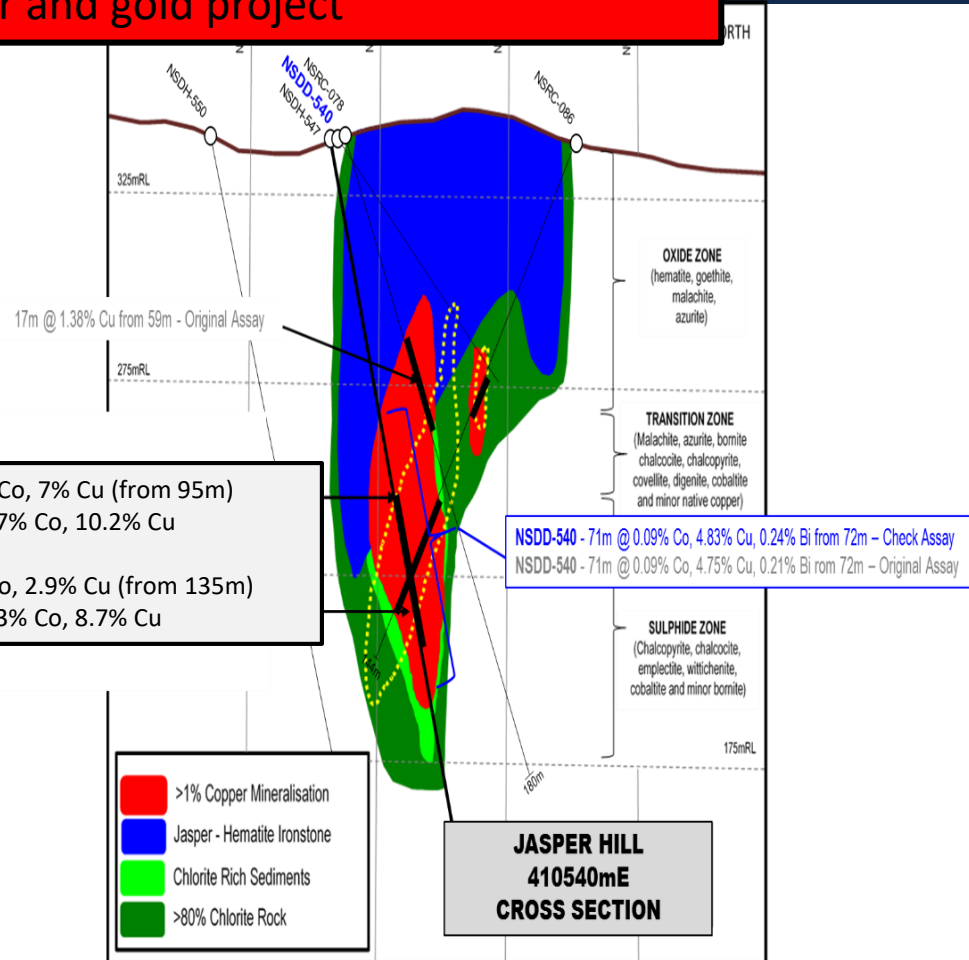 r and gold project
RTH
N
N
N
N
NSDH-550
NSRC-078
NSDD-540
NSDH-547
NSRC-086
325mRL
OXIDE ZONE
(hematite, goethite,
malachite,
azurite)
17m @ 1.38% Cu from 59m - Original Assay
275mRL
TRANSITION ZONE
(Malachite, azurite, bornite
chalcocite, chalcopyrite,
covellite, digenite, cobaltite
and minor native copper)
Co, 7% Cu (from 95m)
7% Co, 10.2% Cu
o, 2.9% Cu (from 135m)
3% Co, 8.7% Cu
NSDD-540 - 71m @ 0.09% Co, 4.83% Cu, 0.24% Bi from 72m – Check Assay
NSDD-540 - 71m @ 0.09% Co, 4.75% Cu, 0.21% Bi rom 72m – Original Assay
SULPHIDE ZONE
(Chalcopyrite, chalcocite,
emplectite, wittichenite,
cobaltite and minor bornite)
175mRL
180m
>1% Copper Mineralisation
Jasper - Hematite Ironstone
Chlorite Rich Sediments
>80% Chlorite Rock
JASPER HILL
410540mE
CROSS SECTION